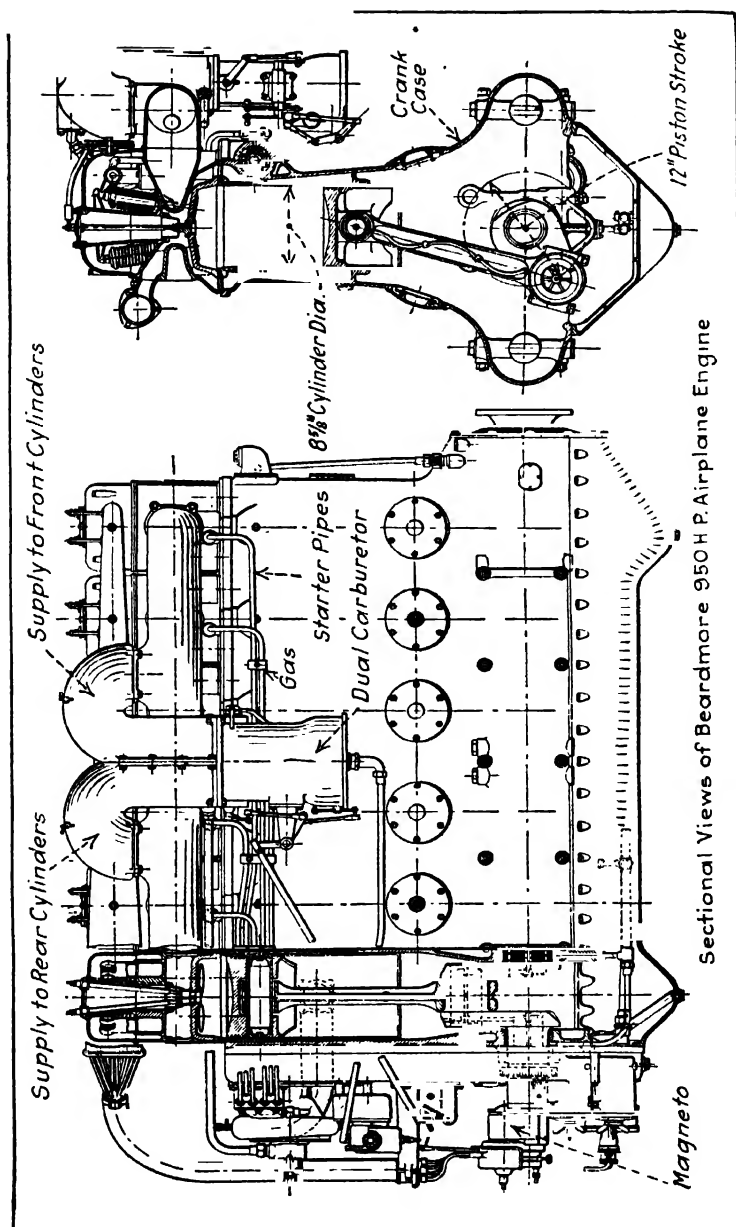 Supply to Rear Cylinders
Supply to Front Cylinders
Gas
Starter Pipes
Dual Carburetor
Magneto
8⅝" Cylinder Dia.
Crank
Case
12" Piston Stroke
Sectional Views of Beardmore 950 H.P. Airplane Engine